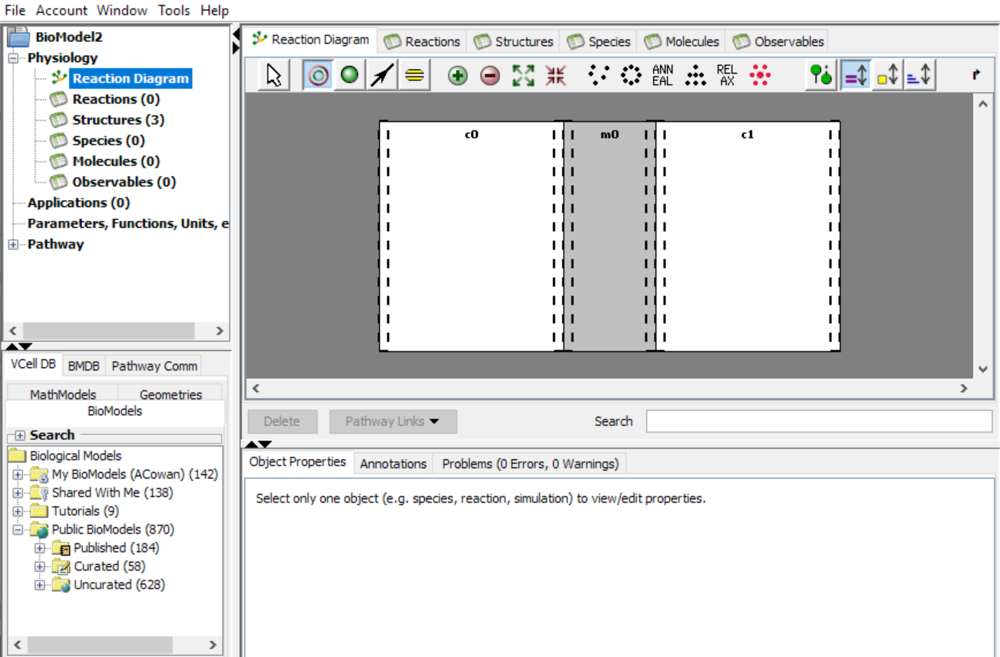 File Account Window Tools Help
BioModel2
Physiology
Reaction Diagram
Reactions (0)
Structures (3)
Species (0)
Molecules (0)
Observables (0)
Applications (0)
Parameters, Functions, Units, e
Pathway
VCell DB BMDB Pathway Comm
MathModels Geometries
BioModels
Search
Biological Models
My BioModels (ACowan) (142)
Shared With Me (138)
Tutorials (9)
Public BioModels (870)
Published (184)
Curated (58)
Uncurated (628)
Reaction Diagram Reactions Structures Species Molecules Observables
ANN EAL REL AX
c0 m0 c1
Delete Pathway Links Search
Object Properties Annotations Problems (0 Errors, 0 Warnings)
Select only one object (e.g. species, reaction, simulation) to view/edit properties.